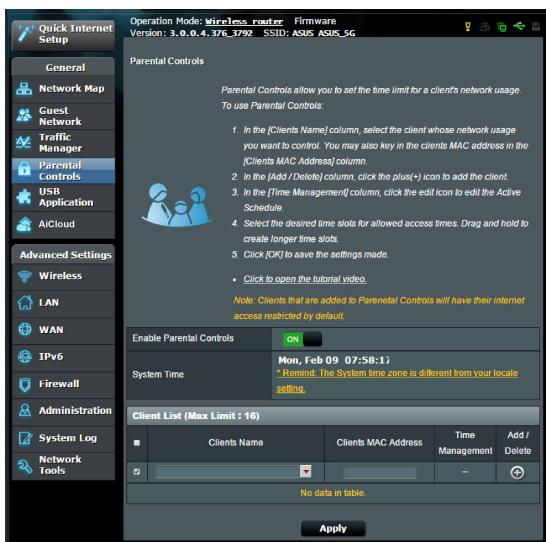 Quick Internet
Setup
Operation Mode: Wireless router Firmware
Version: 3.0.0.4.376_3792 SSID: ASUS ASUS_5G
General
Network Map
Guest
Network
Traffic
Manager
Parental
Controls
USB
Application
AiCloud
Advanced Settings
Wireless
LAN
WAN
IPv6
Firewall
Administration
System Log
Network
Tools
Parental Controls
Parental Controls allow you to set the time limit for a client's network usage.
To use Parental Controls:
1. In the [Clients Name] column, select the client whose network usage
you want to control. You may also key in the clients MAC address in the
[Clients MAC Address] column.
2. In the [Add / Delete] column, click the plus(+) icon to add the client.
3. In the [Time Management] column, click the edit icon to edit the Active
Schedule.
4. Select the desired time slots for allowed access times. Drag and hold to
create longer time slots.
5. Click [OK] to save the settings made.
• Click to open the tutorial video.
Note: Clients that are added to Parenetal Controls will have their internet
access restricted by default.
Enable Parental Controls
ON
System Time
Mon, Feb 09 07:58:17
* Remind: The System time zone is different from your locale
setting.
Client List (Max Limit : 16)
Clients Name
Clients MAC Address
Time
Management
Add /
Delete
--
No data in table.
Apply